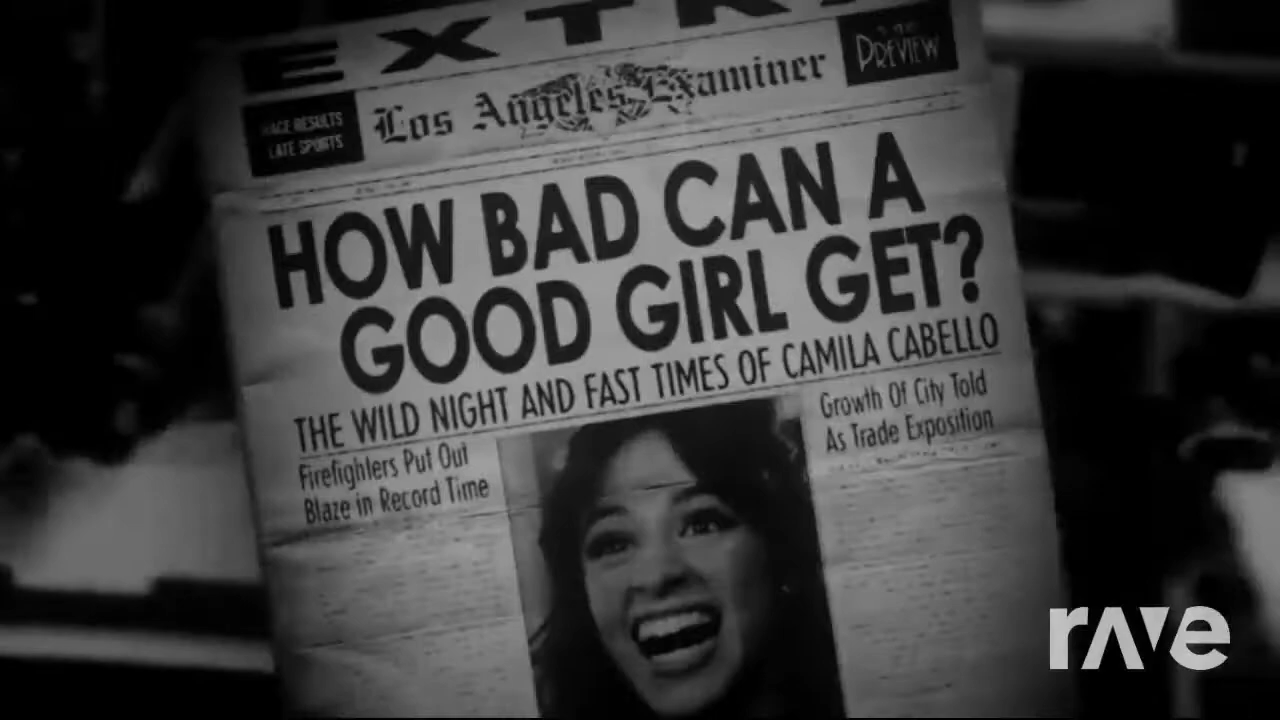 EXTR
Los Angeles Examiner
RACE RESULTS
LATE SPORTS
PREVIEW
HOW BAD CAN A
GOOD GIRL GET?
THE WILD NIGHT AND FAST TIMES OF CAMILA CABELLO
Firefighters Put Out
Blaze in Record Time
Growth Of City Told
As Trade Exposition
rave